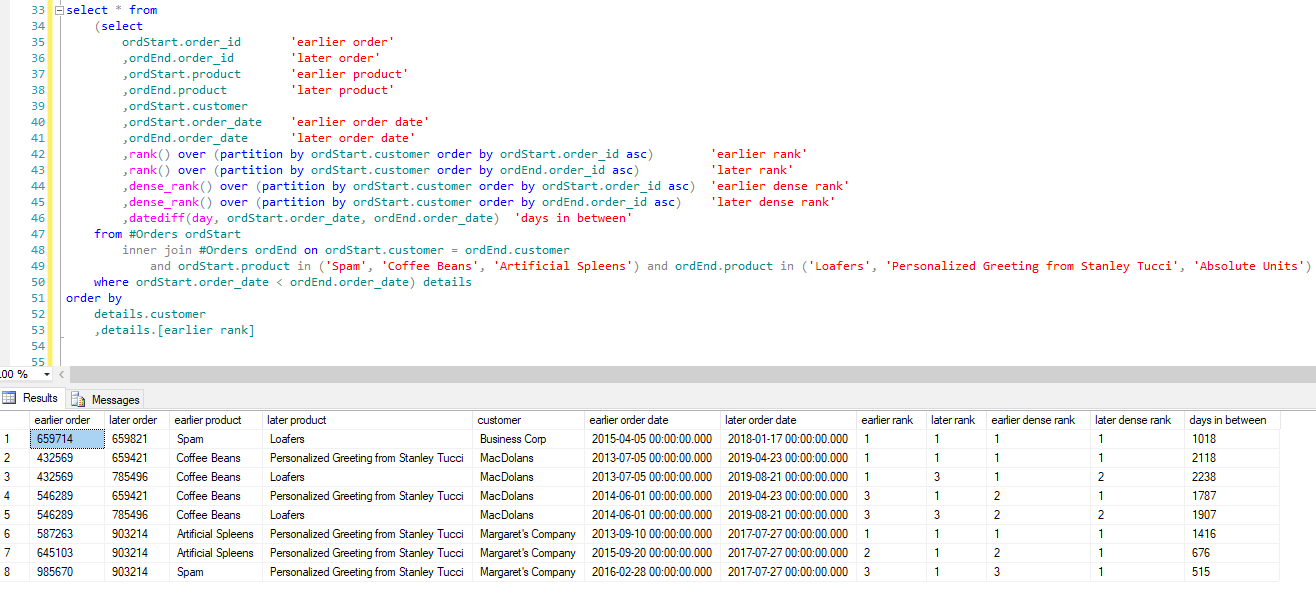 33 select * from
34 (select
35 ordStart.order_id 'earlier order'
36 ,ordEnd.order_id 'later order'
37 ,ordStart.product 'earlier product'
38 ,ordEnd.product 'later product'
39 ,ordStart.customer
40 ,ordStart.order_date 'earlier order date'
41 ,ordEnd.order_date 'later order date'
42 ,rank() over (partition by ordStart.customer order by ordStart.order_id asc) 'earlier rank'
43 ,rank() over (partition by ordStart.customer order by ordEnd.order_id asc) 'later rank'
44 ,dense_rank() over (partition by ordStart.customer order by ordStart.order_id asc) 'earlier dense rank'
45 ,dense_rank() over (partition by ordStart.customer order by ordEnd.order_id asc) 'later dense rank'
46 ,datediff(day, ordStart.order_date, ordEnd.order_date) 'days in between'
47 from #Orders ordStart
48 inner join #Orders ordEnd on ordStart.customer = ordEnd.customer
49 and ordStart.product in ('Spam', 'Coffee Beans', 'Artificial Spleens') and ordEnd.product in ('Loafers', 'Personalized Greeting from Stanley Tucci', 'Absolute Units')
50 where ordStart.order_date < ordEnd.order_date) details
51 order by
52 details.customer
53 ,details.[earlier rank]
54
55
.00 %
Results Messages
earlier order later order earlier product later product customer earlier order date later order date earlier rank later rank earlier dense rank later dense rank days in between
1 659714 659821 Spam Loafers Business Corp 2015-04-05 00:00:00.000 2018-01-17 00:00:00.000 1 1 1 1 1018
2 432569 659421 Coffee Beans Personalized Greeting from Stanley Tucci MacDolans 2013-07-05 00:00:00.000 2019-04-23 00:00:00.000 1 1 1 1 2118
3 432569 785496 Coffee Beans Loafers MacDolans 2013-07-05 00:00:00.000 2019-08-21 00:00:00.000 1 3 1 2 2238
4 546289 659421 Coffee Beans Personalized Greeting from Stanley Tucci MacDolans 2014-06-01 00:00:00.000 2019-04-23 00:00:00.000 3 1 2 1 1787
5 546289 785496 Coffee Beans Loafers MacDolans 2014-06-01 00:00:00.000 2019-08-21 00:00:00.000 3 3 2 2 1907
6 587263 903214 Artificial Spleens Personalized Greeting from Stanley Tucci Margaret's Company 2013-09-10 00:00:00.000 2017-07-27 00:00:00.000 1 1 1 1 1416
7 645103 903214 Artificial Spleens Personalized Greeting from Stanley Tucci Margaret's Company 2015-09-20 00:00:00.000 2017-07-27 00:00:00.000 2 1 2 1 676
8 985670 903214 Spam Personalized Greeting from Stanley Tucci Margaret's Company 2016-02-28 00:00:00.000 2017-07-27 00:00:00.000 3 1 3 1 515